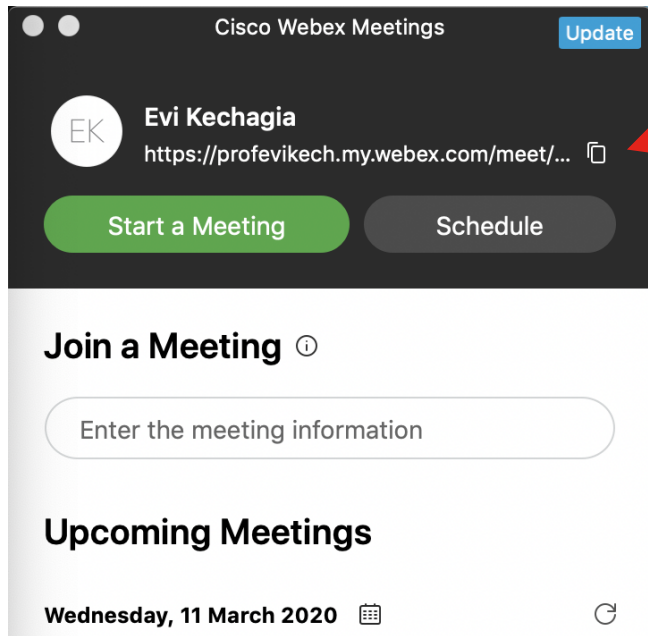 Cisco Webex Meetings
Update
EK
Evi Kechagia
https://profevikech.my.webex.com/meet/...
Start a Meeting
Schedule
Join a Meeting
Enter the meeting information
Upcoming Meetings
Wednesday, 11 March 2020